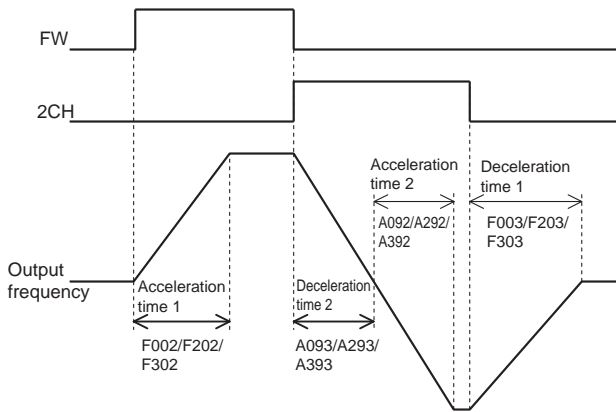 FW
2CH
Acceleration
time 2
Deceleration
time 1
A092/A292/
A392
F003/F203/
F303
Output
frequency
Acceleration
time 1
Deceleration
time 2
F002/F202/
F302
A093/A293/
A393